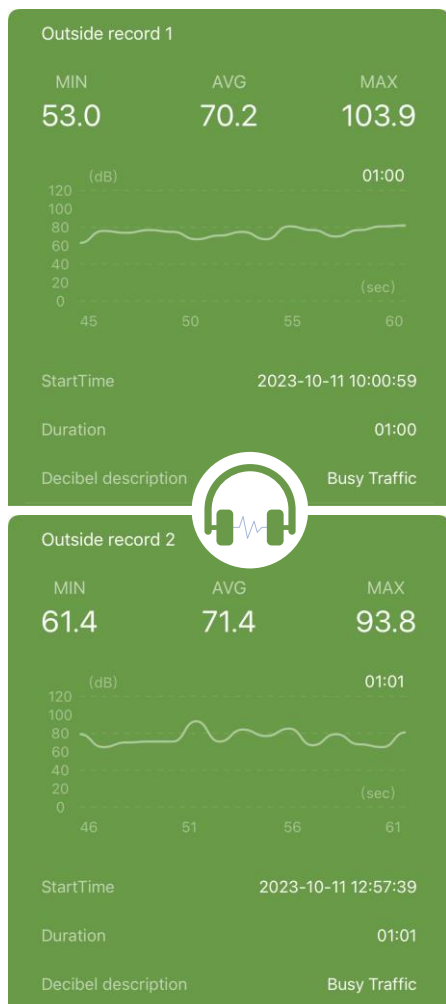 Outside record 1
MIN AVG MAX
53.0 70.2 103.9
(dB) 01:00
120
100
80
60
40
20
0
(sec)
45 50 55 60
StartTime 2023-10-11 10:00:59
Duration 01:00
Decibel description Busy Traffic
Outside record 2
MIN AVG MAX
61.4 71.4 93.8
(dB) 01:01
120
100
80
60
40
20
0
(sec)
46 51 56 61
StartTime 2023-10-11 12:57:39
Duration 01:01
Decibel description Busy Traffic